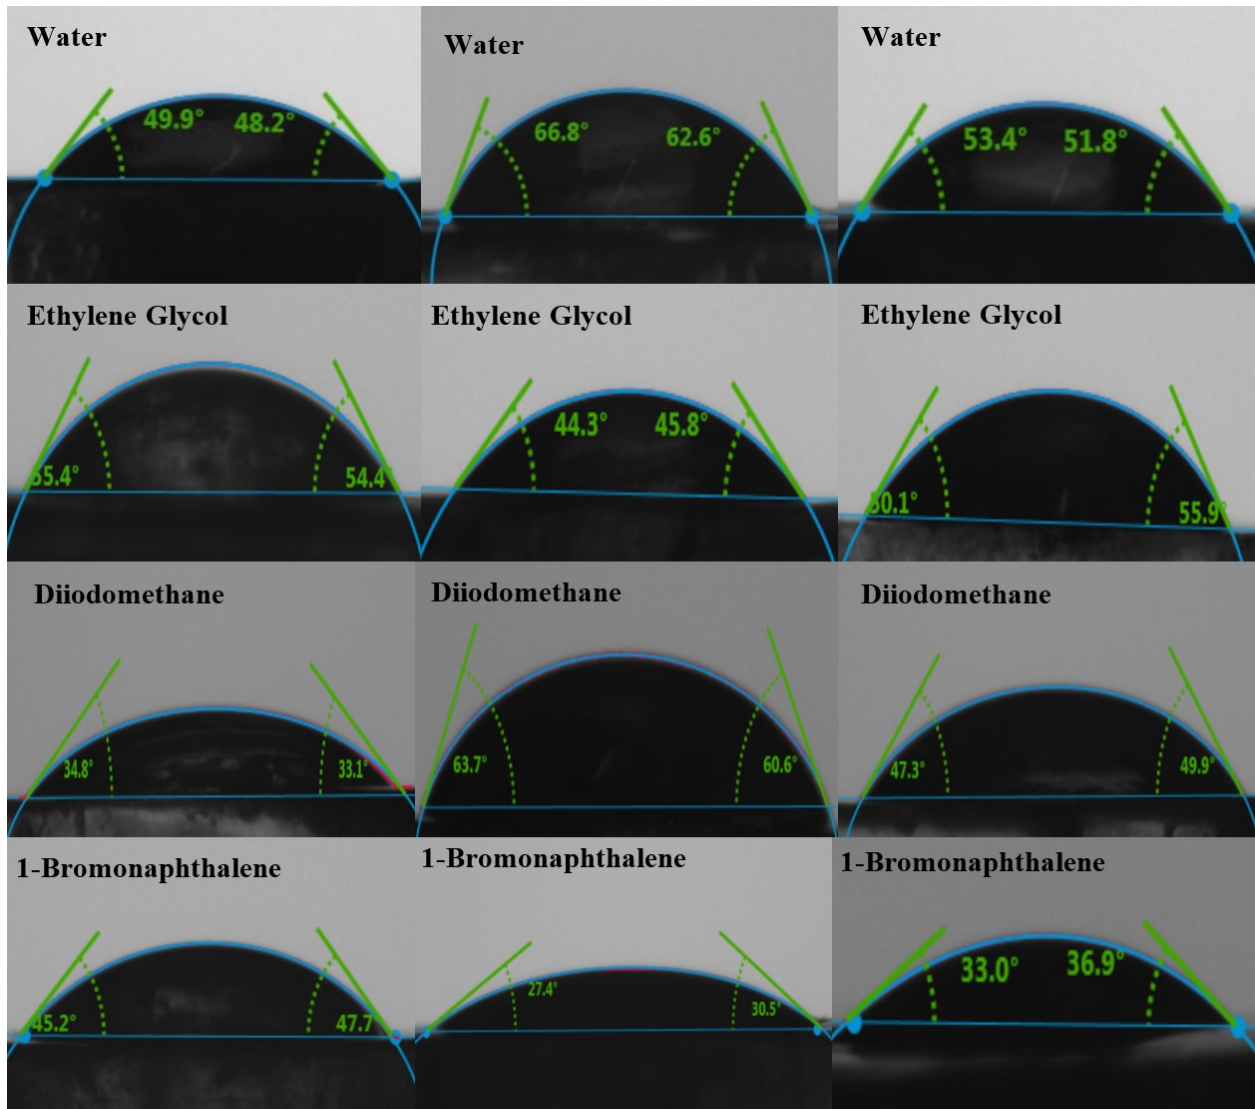 Water
Water
Water
49.9° 48.2°
66.8° 62.6°
53.4° 51.8°
Ethylene Glycol
Ethylene Glycol
Ethylene Glycol
55.4° 54.4°
44.3° 45.8°
50.1° 55.9°
Diiodomethane
Diiodomethane
Diiodomethane
34.8° 33.1°
63.7° 60.6°
47.3° 49.9°
1-Bromonaphthalene
1-Bromonaphthalene
1-Bromonaphthalene
45.2° 47.7
27.4° 30.5°
33.0° 36.9°